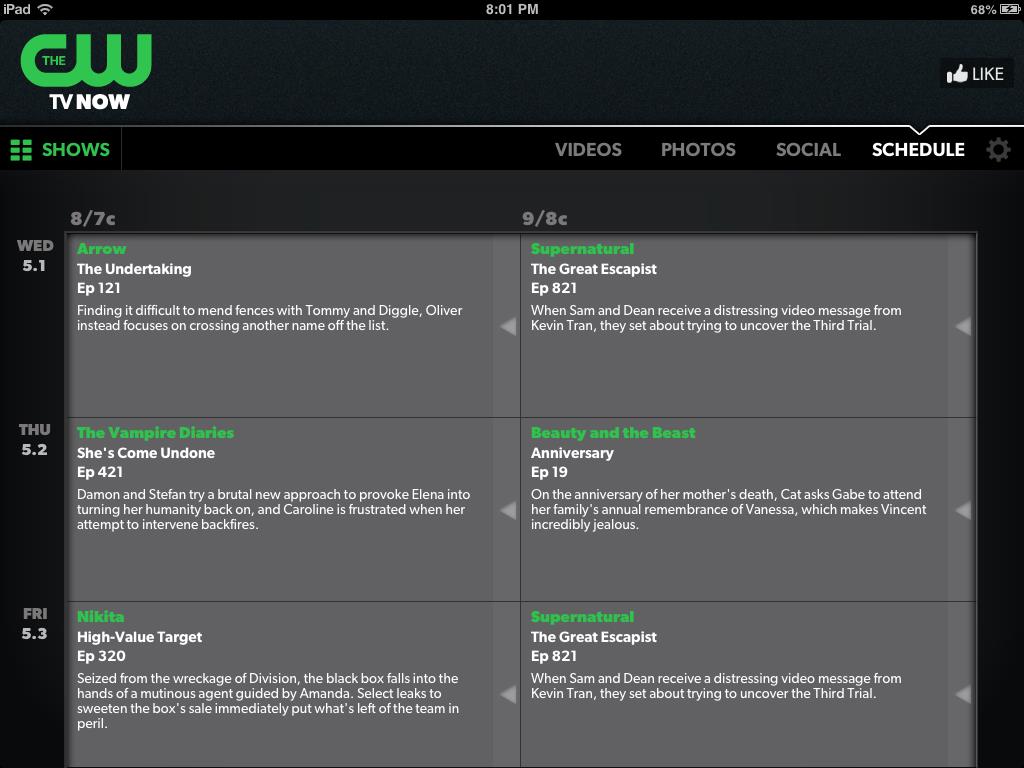 iPad
8:01 PM
68%
THE CW
TV NOW
LIKE
SHOWS
VIDEOS
PHOTOS
SOCIAL
SCHEDULE
8/7c
9/8c
WED
5.1
Arrow
The Undertaking
Ep 121
Finding it difficult to mend fences with Tommy and Diggle, Oliver
instead focuses on crossing another name off the list.
Supernatural
The Great Escapist
Ep 821
When Sam and Dean receive a distressing video message from
Kevin Tran, they set about trying to uncover the Third Trial.
THU
5.2
The Vampire Diaries
She's Come Undone
Ep 421
Damon and Stefan try a brutal new approach to provoke Elena into
turning her humanity back on, and Caroline is frustrated when her
attempt to intervene backfires.
Beauty and the Beast
Anniversary
Ep 19
On the anniversary of her mother's death, Cat asks Gabe to attend
her family's annual remembrance of Vanessa, which makes Vincent
incredibly jealous.
FRI
5.3
Nikita
High-Value Target
Ep 320
Seized from the wreckage of Division, the black box falls into the
hands of a mutinous agent guided by Amanda. Select leaks to
sweeten the box's sale immediately put what's left of the team in
peril.
Supernatural
The Great Escapist
Ep 821
When Sam and Dean receive a distressing video message from
Kevin Tran, they set about trying to uncover the Third Trial.